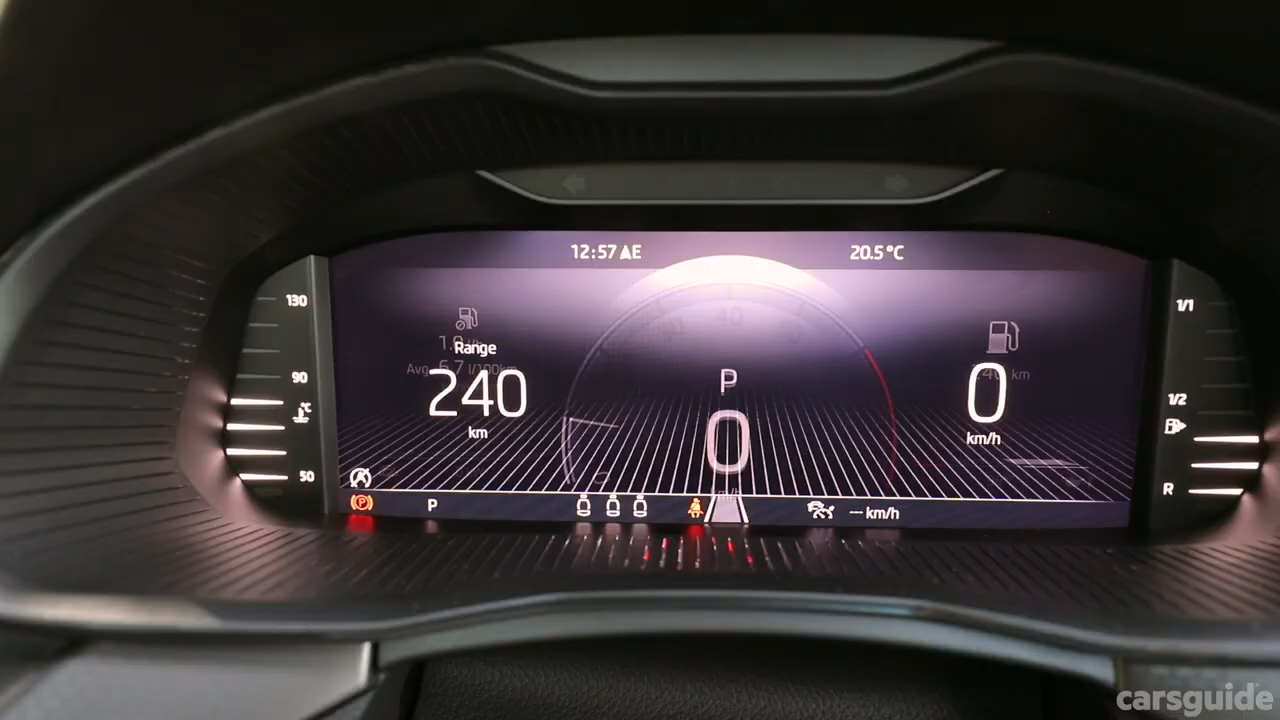 12:57 AE
20.5°C
130
90
°C
50
Range
240
km
P
0
0
km/h
1/1
1/2
R
P
P
--- km/h
carsguide